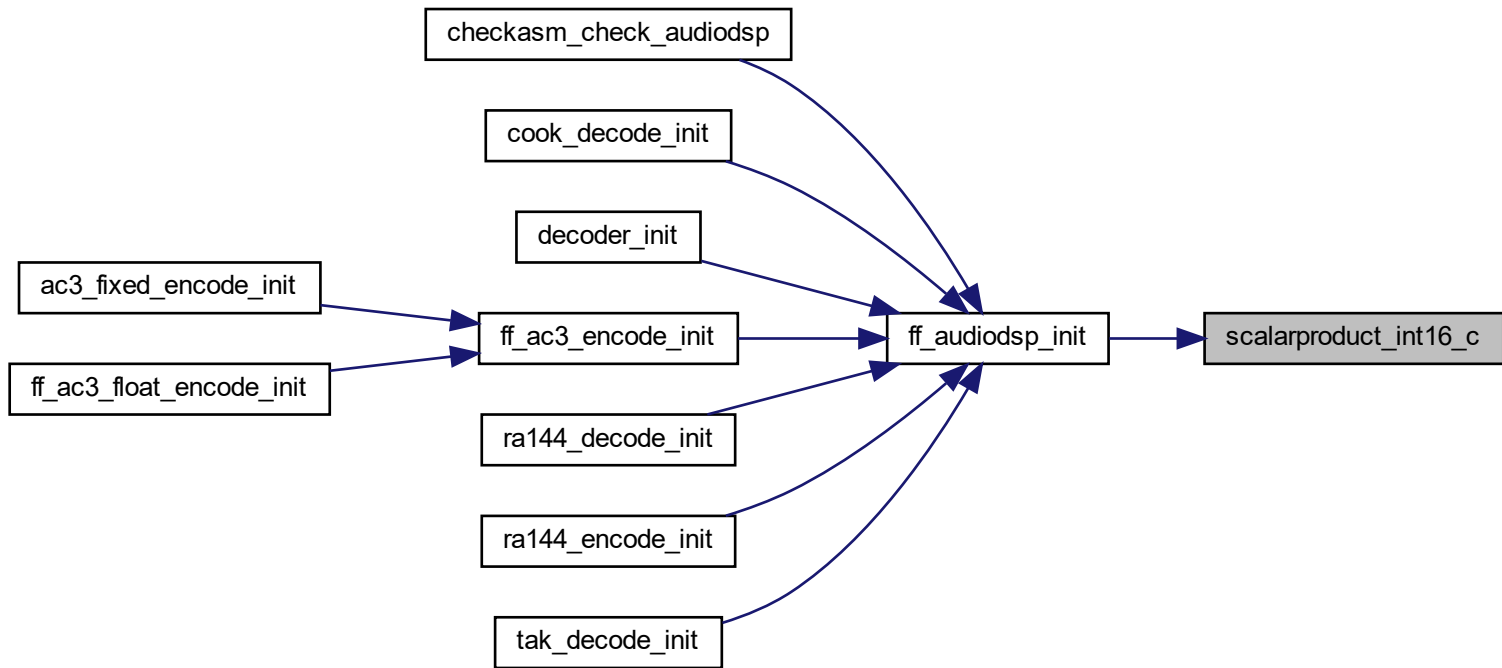 checkasm_check_audiodsp
cook_decode_init
decoder_init
ac3_fixed_encode_init
ff_ac3_encode_init
ff_audiodsp_init
scalarproduct_int16_c
ff_ac3_float_encode_init
ra144_decode_init
ra144_encode_init
tak_decode_init